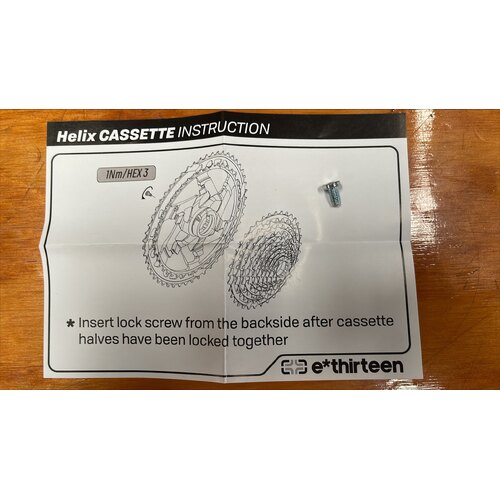 Helix CASSETTE INSTRUCTION
1Nm/HEX 3
* Insert lock screw from the backside after cassette
halves have been locked together
e*thirteen